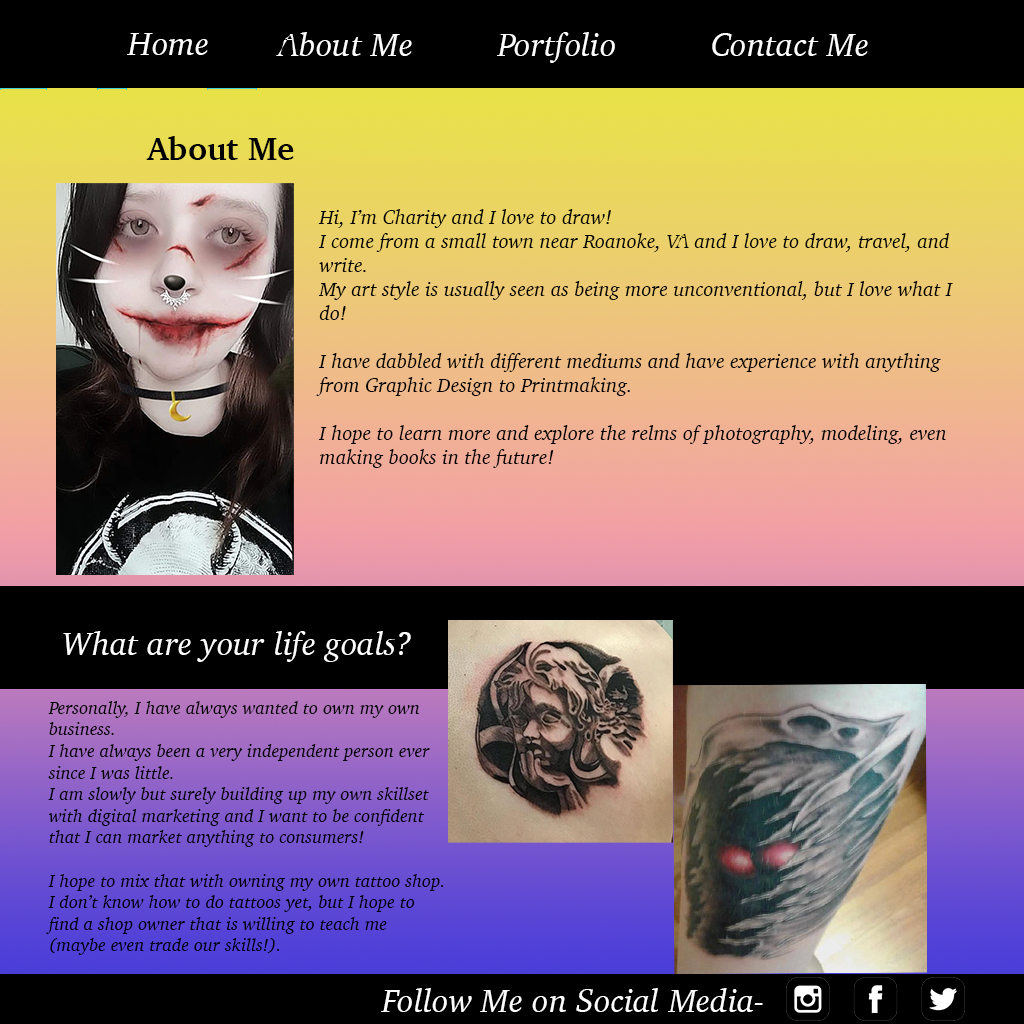 Home About Me Portfolio Contact Me
About Me
Hi, I’m Charity and I love to draw!
I come from a small town near Roanoke, VA and I love to draw, travel, and
write.
My art style is usually seen as being more unconventional, but I love what I
do!
I have dabbled with different mediums and have experience with anything
from Graphic Design to Printmaking.
I hope to learn more and explore the relms of photography, modeling, even
making books in the future!
What are your life goals?
Personally, I have always wanted to own my own
business.
I have always been a very independent person ever
since I was little.
I am slowly but surely building up my own skillset
with digital marketing and I want to be confident
that I can market anything to consumers!
I hope to mix that with owning my own tattoo shop.
I don’t know how to do tattoos yet, but I hope to
find a shop owner that is willing to teach me
(maybe even trade our skills!).
Follow Me on Social Media-